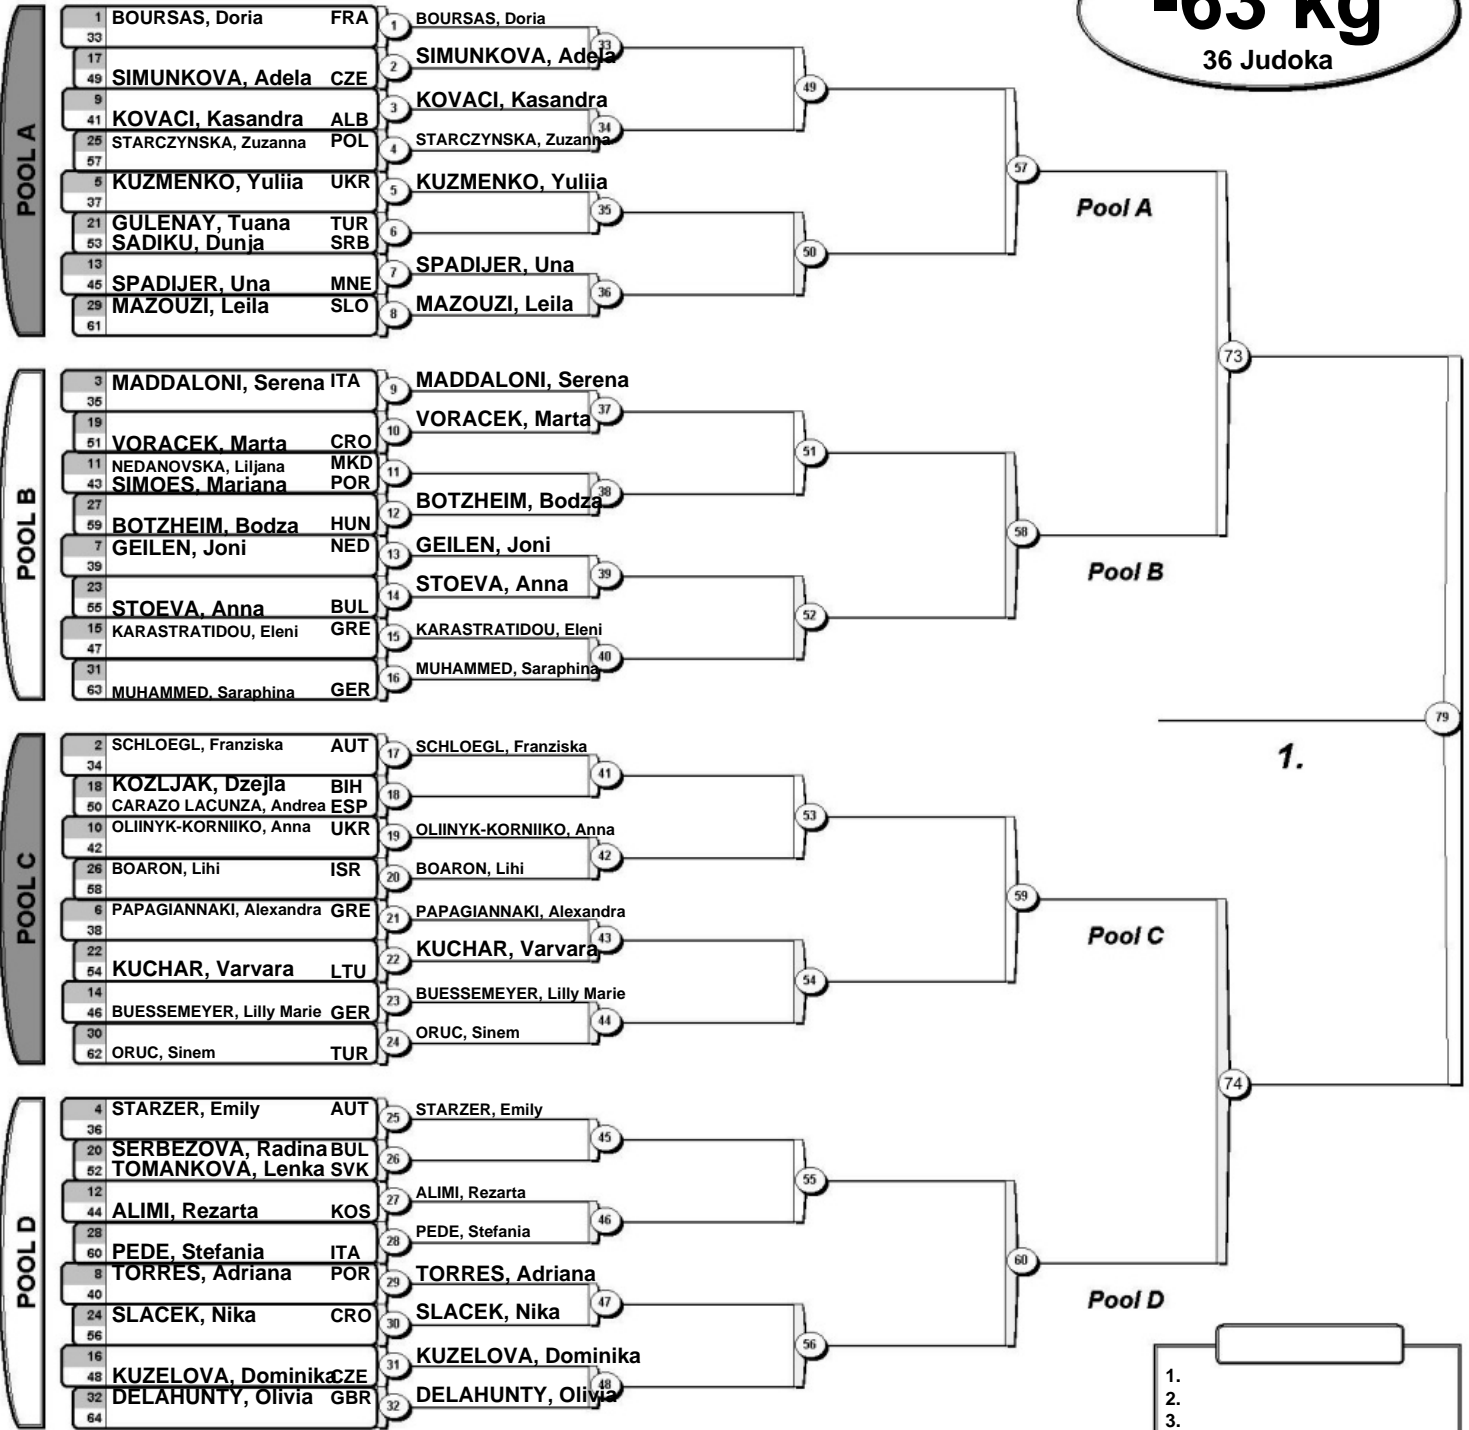 -63 kg
36 Judoka
POOL A
1 BOURSAS, Doria FRA
33
1 BOURSAS, Doria
17
49 SIMUNKOVA, Adela CZE
2 SIMUNKOVA, Adela
33
9
41 KOVACI, Kasandra ALB
3 KOVACI, Kasandra
25 STARCZYNSKA, Zuzanna POL
57
4 STARCZYNSKA, Zuzanna
34
49
5 KUZMENKO, Yuliia UKR
37
5 KUZMENKO, Yuliia
21 GULENAY, Tuana TUR
53 SADIKU, Dunja SRB
6
35
13
45 SPADIJER, Una MNE
7 SPADIJER, Una
29 MAZOUZI, Leila SLO
61
8 MAZOUZI, Leila
36
50
57
Pool A
POOL B
3 MADDALONI, Serena ITA
35
9 MADDALONI, Serena
19
51 VORACEK, Marta CRO
10 VORACEK, Marta
37
11 NEDANOVSKA, Liljana MKD
43 SIMOES, Mariana POR
11
27
59 BOTZHEIM, Bodza HUN
12 BOTZHEIM, Bodza
38
51
7 GEILEN, Joni NED
39
13 GEILEN, Joni
23
55 STOEVA, Anna BUL
14 STOEVA, Anna
39
15 KARASTRATIDOU, Eleni GRE
47
15 KARASTRATIDOU, Eleni
31
63 MUHAMMED, Saraphina GER
16 MUHAMMED, Saraphina
40
52
58
Pool B
73
POOL C
2 SCHLOEGL, Franziska AUT
34
17 SCHLOEGL, Franziska
18 KOZLJAK, Dzejla BIH
50 CARAZO LACUNZA, Andrea ESP
18
41
10 OLIINYK-KORNIIKO, Anna UKR
42
19 OLIINYK-KORNIIKO, Anna
26 BOARON, Lihi ISR
58
20 BOARON, Lihi
42
53
6 PAPAGIANNAKI, Alexandra GRE
38
21 PAPAGIANNAKI, Alexandra
22
54 KUCHAR, Varvara LTU
22 KUCHAR, Varvara
43
14
46 BUESSEMEYER, Lilly Marie GER
23 BUESSEMEYER, Lilly Marie
30
62 ORUC, Sinem TUR
24 ORUC, Sinem
44
54
59
Pool C
POOL D
4 STARZER, Emily AUT
36
25 STARZER, Emily
20 SERBEZOVA, Radina BUL
52 TOMANKOVA, Lenka SVK
26
45
12
44 ALIMI, Rezarta KOS
27 ALIMI, Rezarta
28
60 PEDE, Stefania ITA
28 PEDE, Stefania
46
55
8 TORRES, Adriana POR
40
29 TORRES, Adriana
24 SLACEK, Nika CRO
56
30 SLACEK, Nika
47
16
48 KUZELOVA, Dominika CZE
31 KUZELOVA, Dominika
32 DELAHUNTY, Olivia GBR
64
32 DELAHUNTY, Olivia
48
56
60
Pool D
74
79
1.
1.
2.
3.